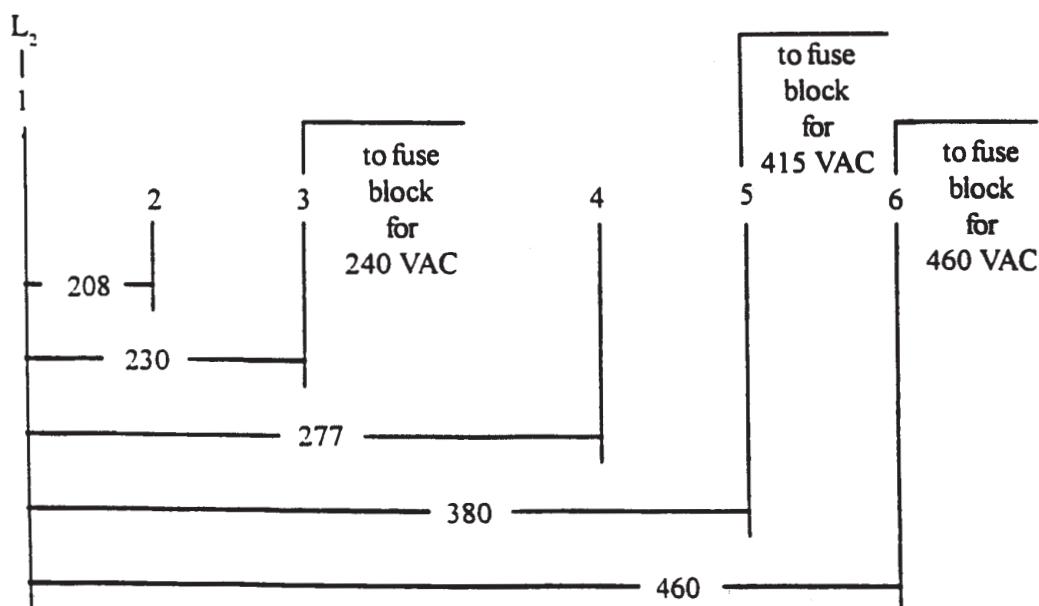 L₂
1
to fuse
block
for
415 VAC
to fuse
block
for
240 VAC
to fuse
block
for
460 VAC
2
3
4
5
6
208
230
277
380
460